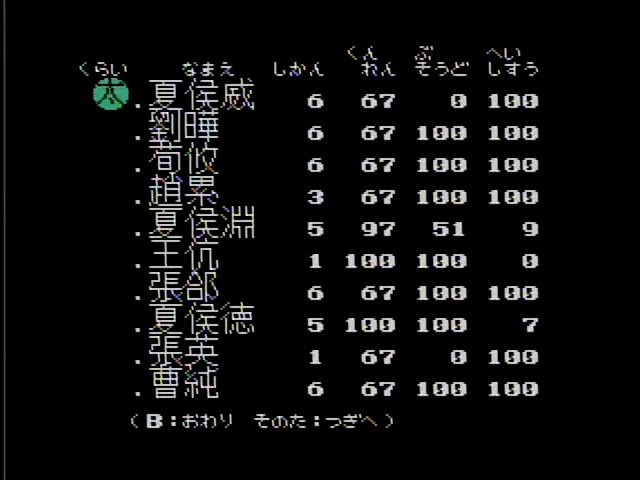 くらい なまえ しかん くんれん ぶそうど へいしすう
大 .夏侯威 6 67 0 100
.劉曄 6 67 100 100
.荀攸 6 67 100 100
.趙累 3 67 100 100
.夏侯淵 5 97 51 9
.王伉 1 100 100 0
.張郃 6 67 100 100
.夏侯徳 5 100 100 7
.張英 1 67 0 100
.曹純 6 67 100 100
(B:おわり そのた:つぎへ)